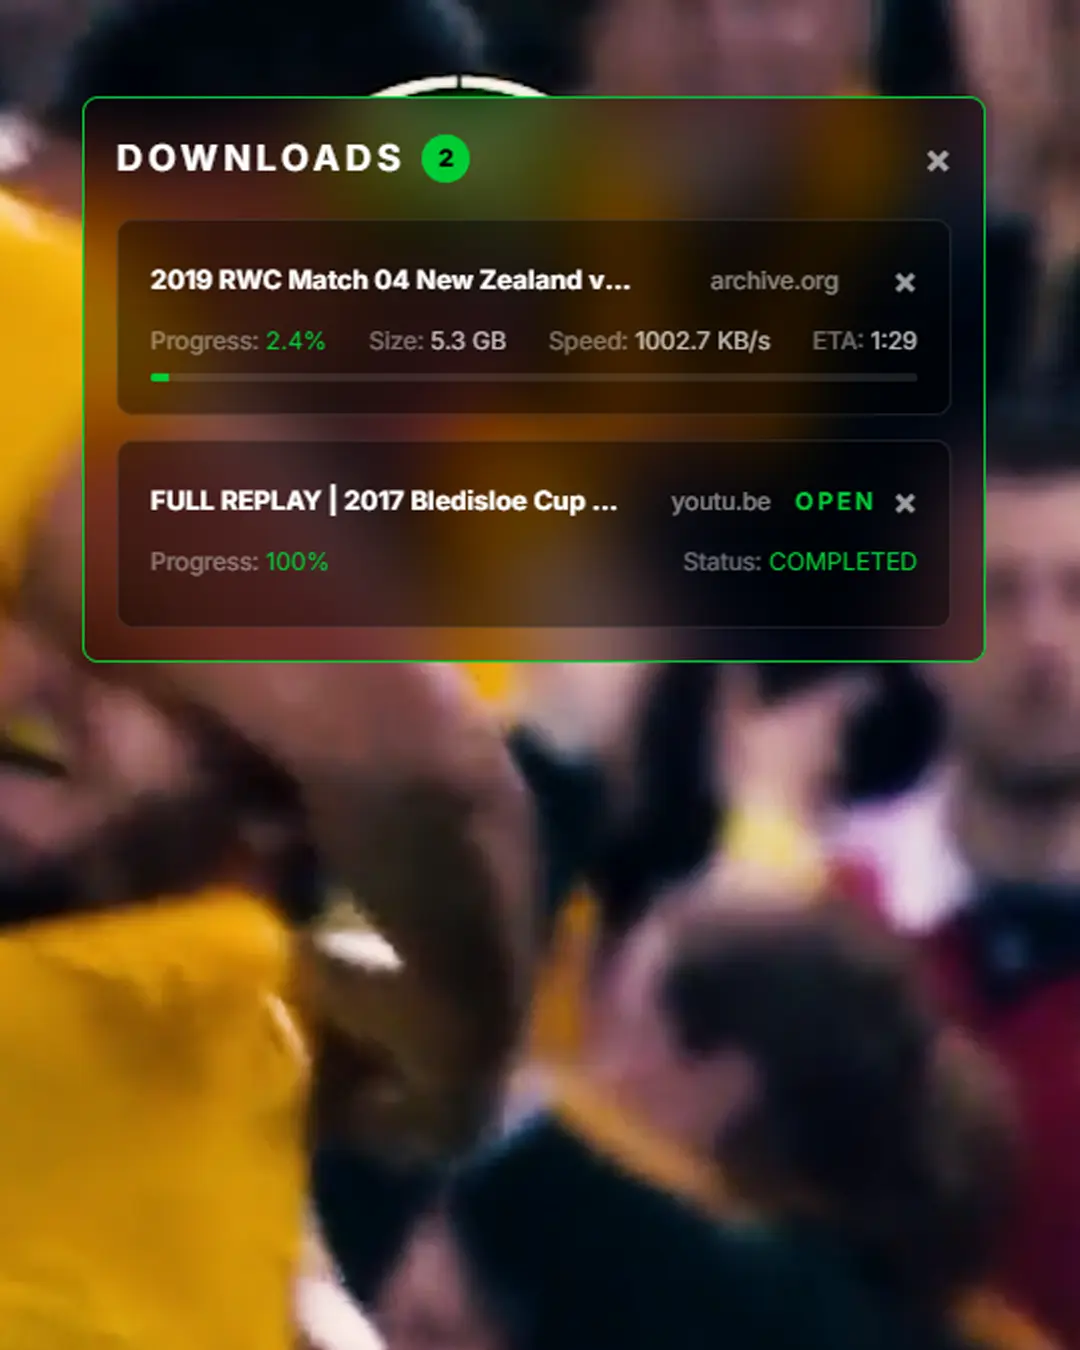 DOWNLOADS 2 ×
2019 RWC Match 04 New Zealand v... archive.org ×
Progress: 2.4% Size: 5.3 GB Speed: 1002.7 KB/s ETA: 1:29
FULL REPLAY | 2017 Bledisloe Cup ... youtu.be OPEN ×
Progress: 100% Status: COMPLETED